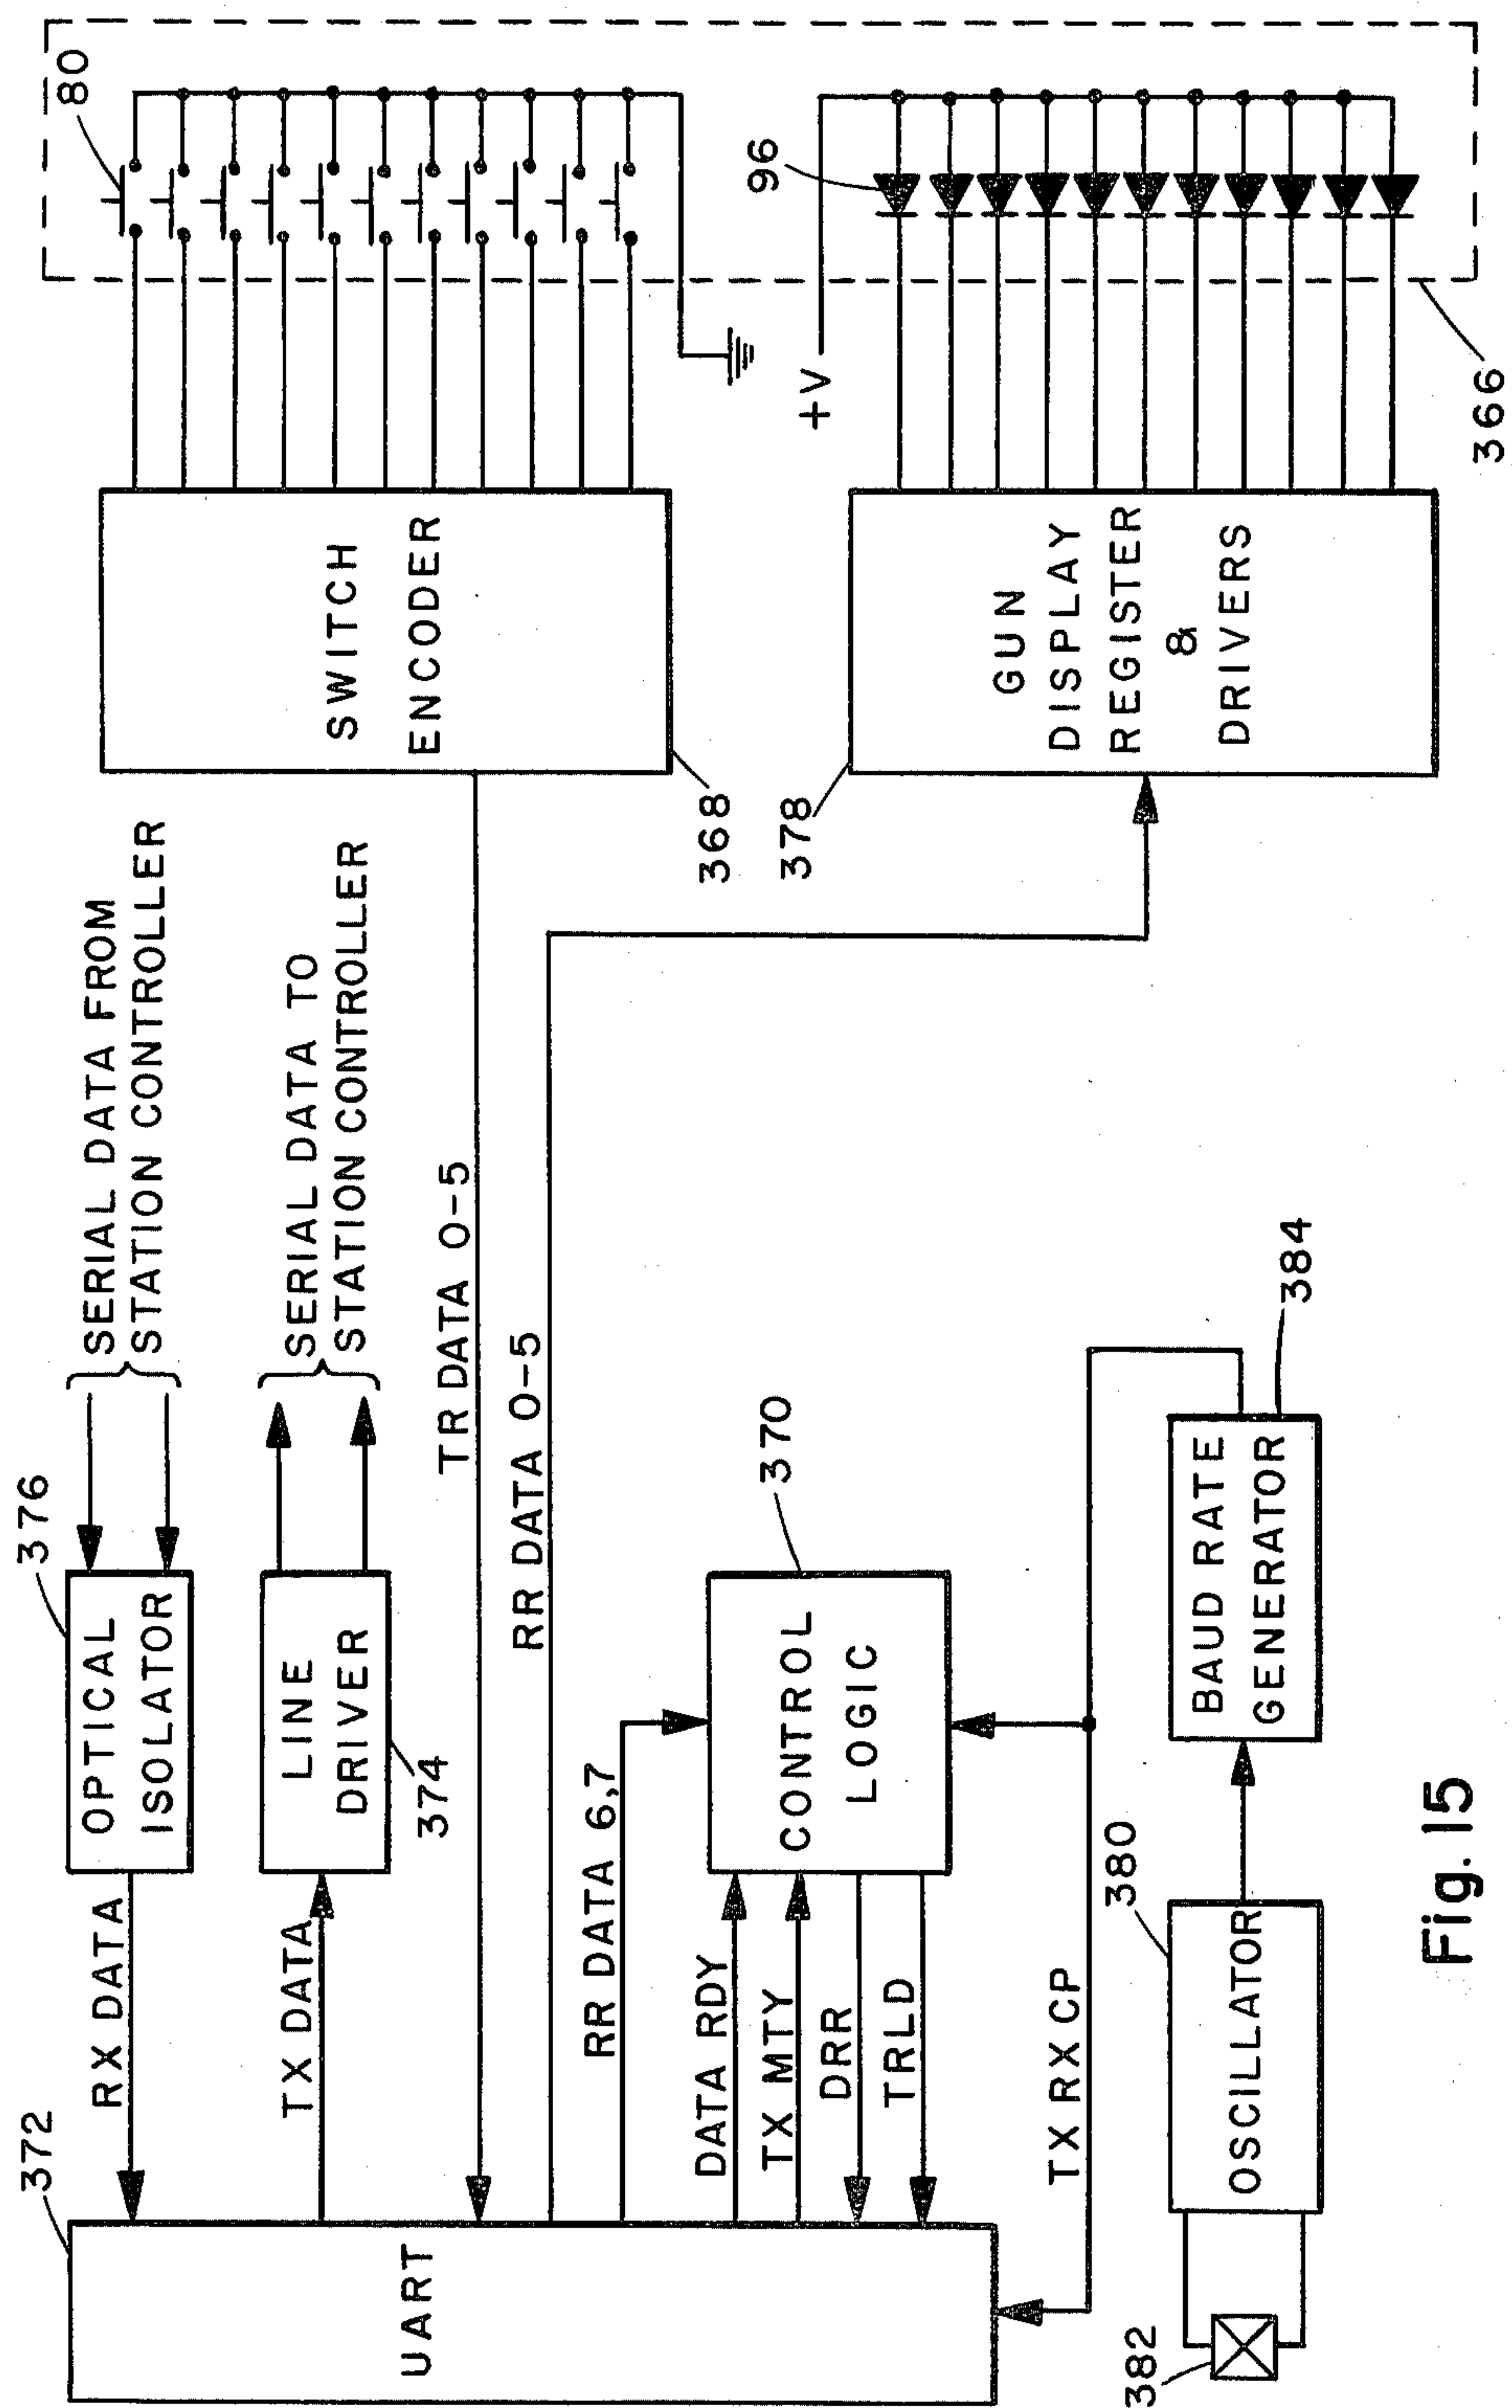 372
UART
RX DATA
376
OPTICAL
ISOLATOR
SERIAL DATA FROM
STATION CONTROLLER
TX DATA
LINE
DRIVER
374
SERIAL DATA TO
STATION CONTROLLER
TR DATA 0-5
RR DATA 0-5
RR DATA 6,7
DATA RDY
TX MTY
DRR
TRLD
CONTROL
LOGIC
370
TX RX CP
382
OSCILLATOR
380
BAUD RATE
GENERATOR
384
SWITCH
ENCODER
368
80
+V
96
378
GUN
DISPLAY
REGISTER
&
DRIVERS
366
Fig. 15